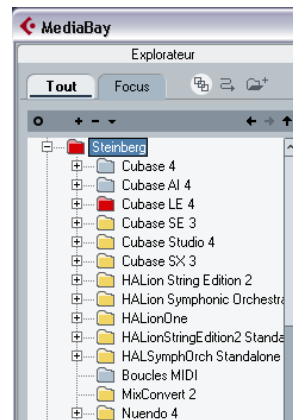 MediaBay
Explorateur
Tout Focus
Steinberg
Cubase 4
Cubase AI 4
Cubase LE 4
Cubase SE 3
Cubase Studio 4
Cubase SX 3
HALion String Edition 2
HALion Symphonic Orchestra
HALionOne
HALionStringEdition2 Standa
HALSymphOrch Standalone
Boucles MIDI
MixConvert 2
Nuendo 4